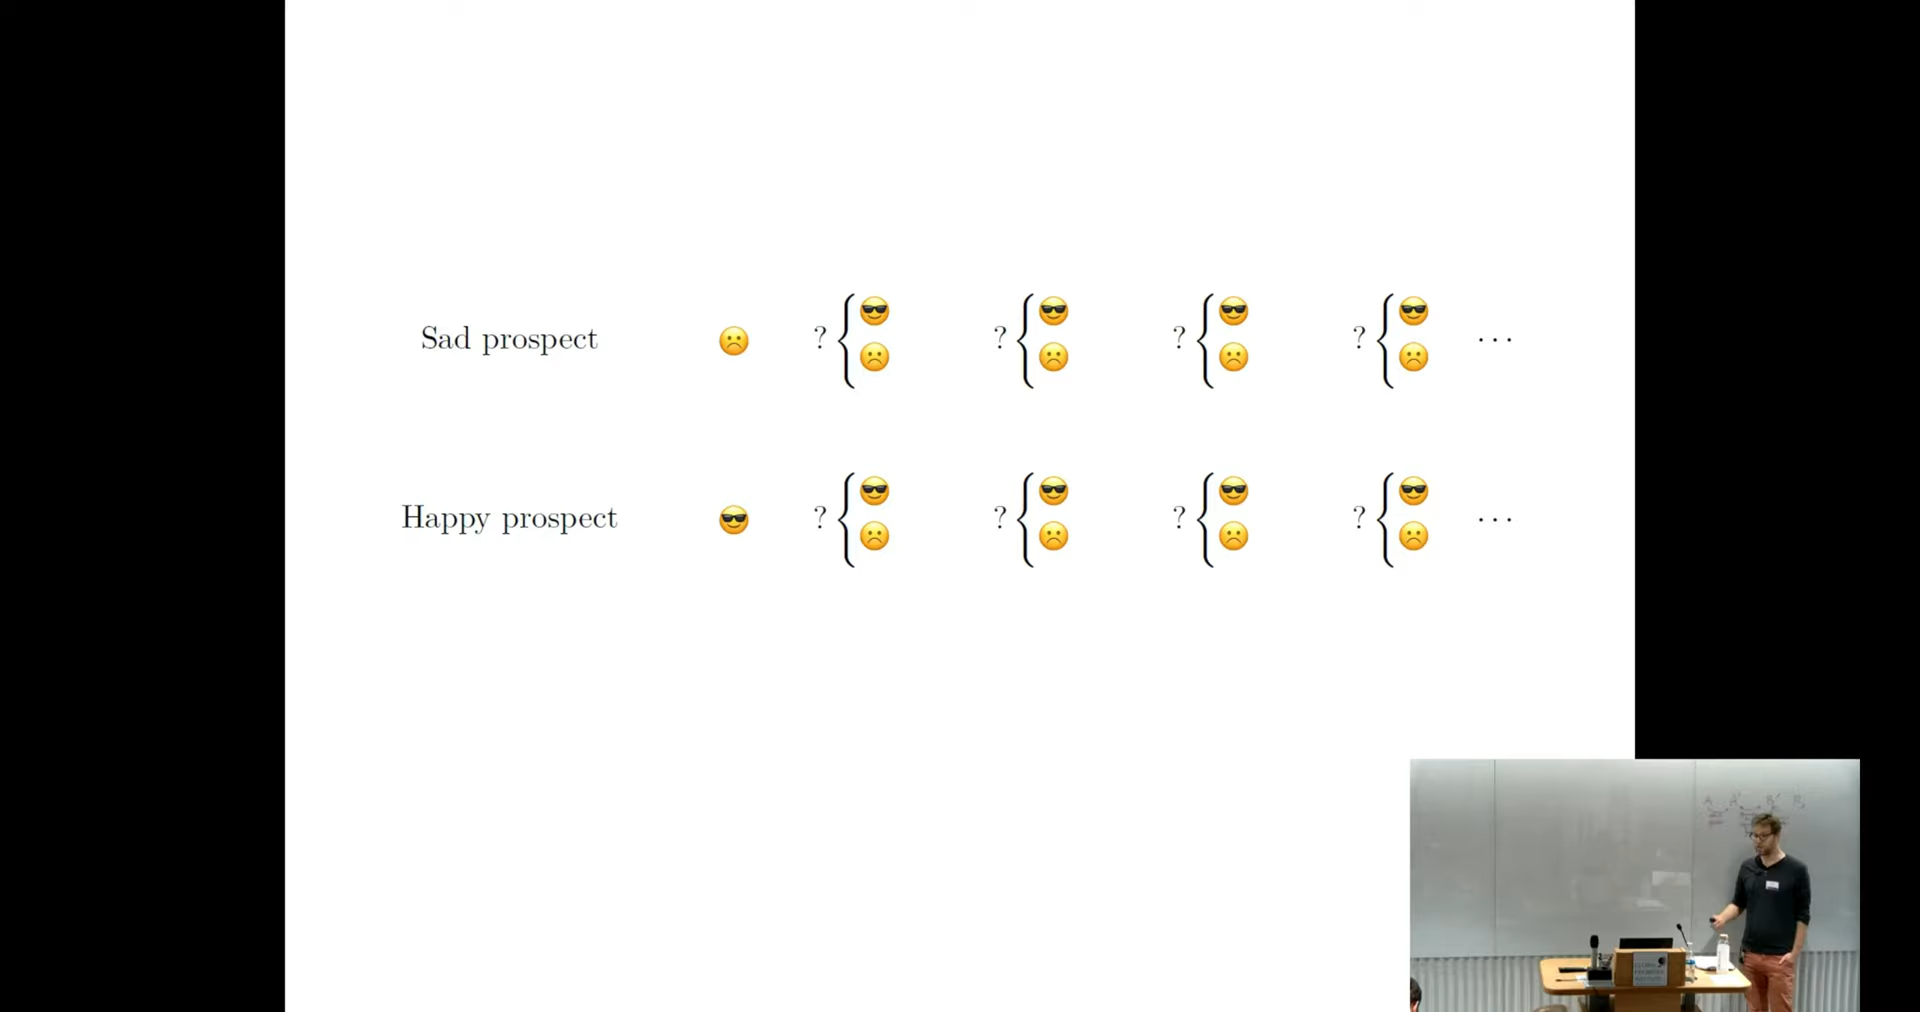 Sad prospect ☹️ ? { 😎 ☹️ ? { 😎 ☹️ ? { 😎 ☹️ ? { 😎 ☹️ ...
Happy prospect 😎 ? { 😎 ☹️ ? { 😎 ☹️ ? { 😎 ☹️ ? { 😎 ☹️ ...